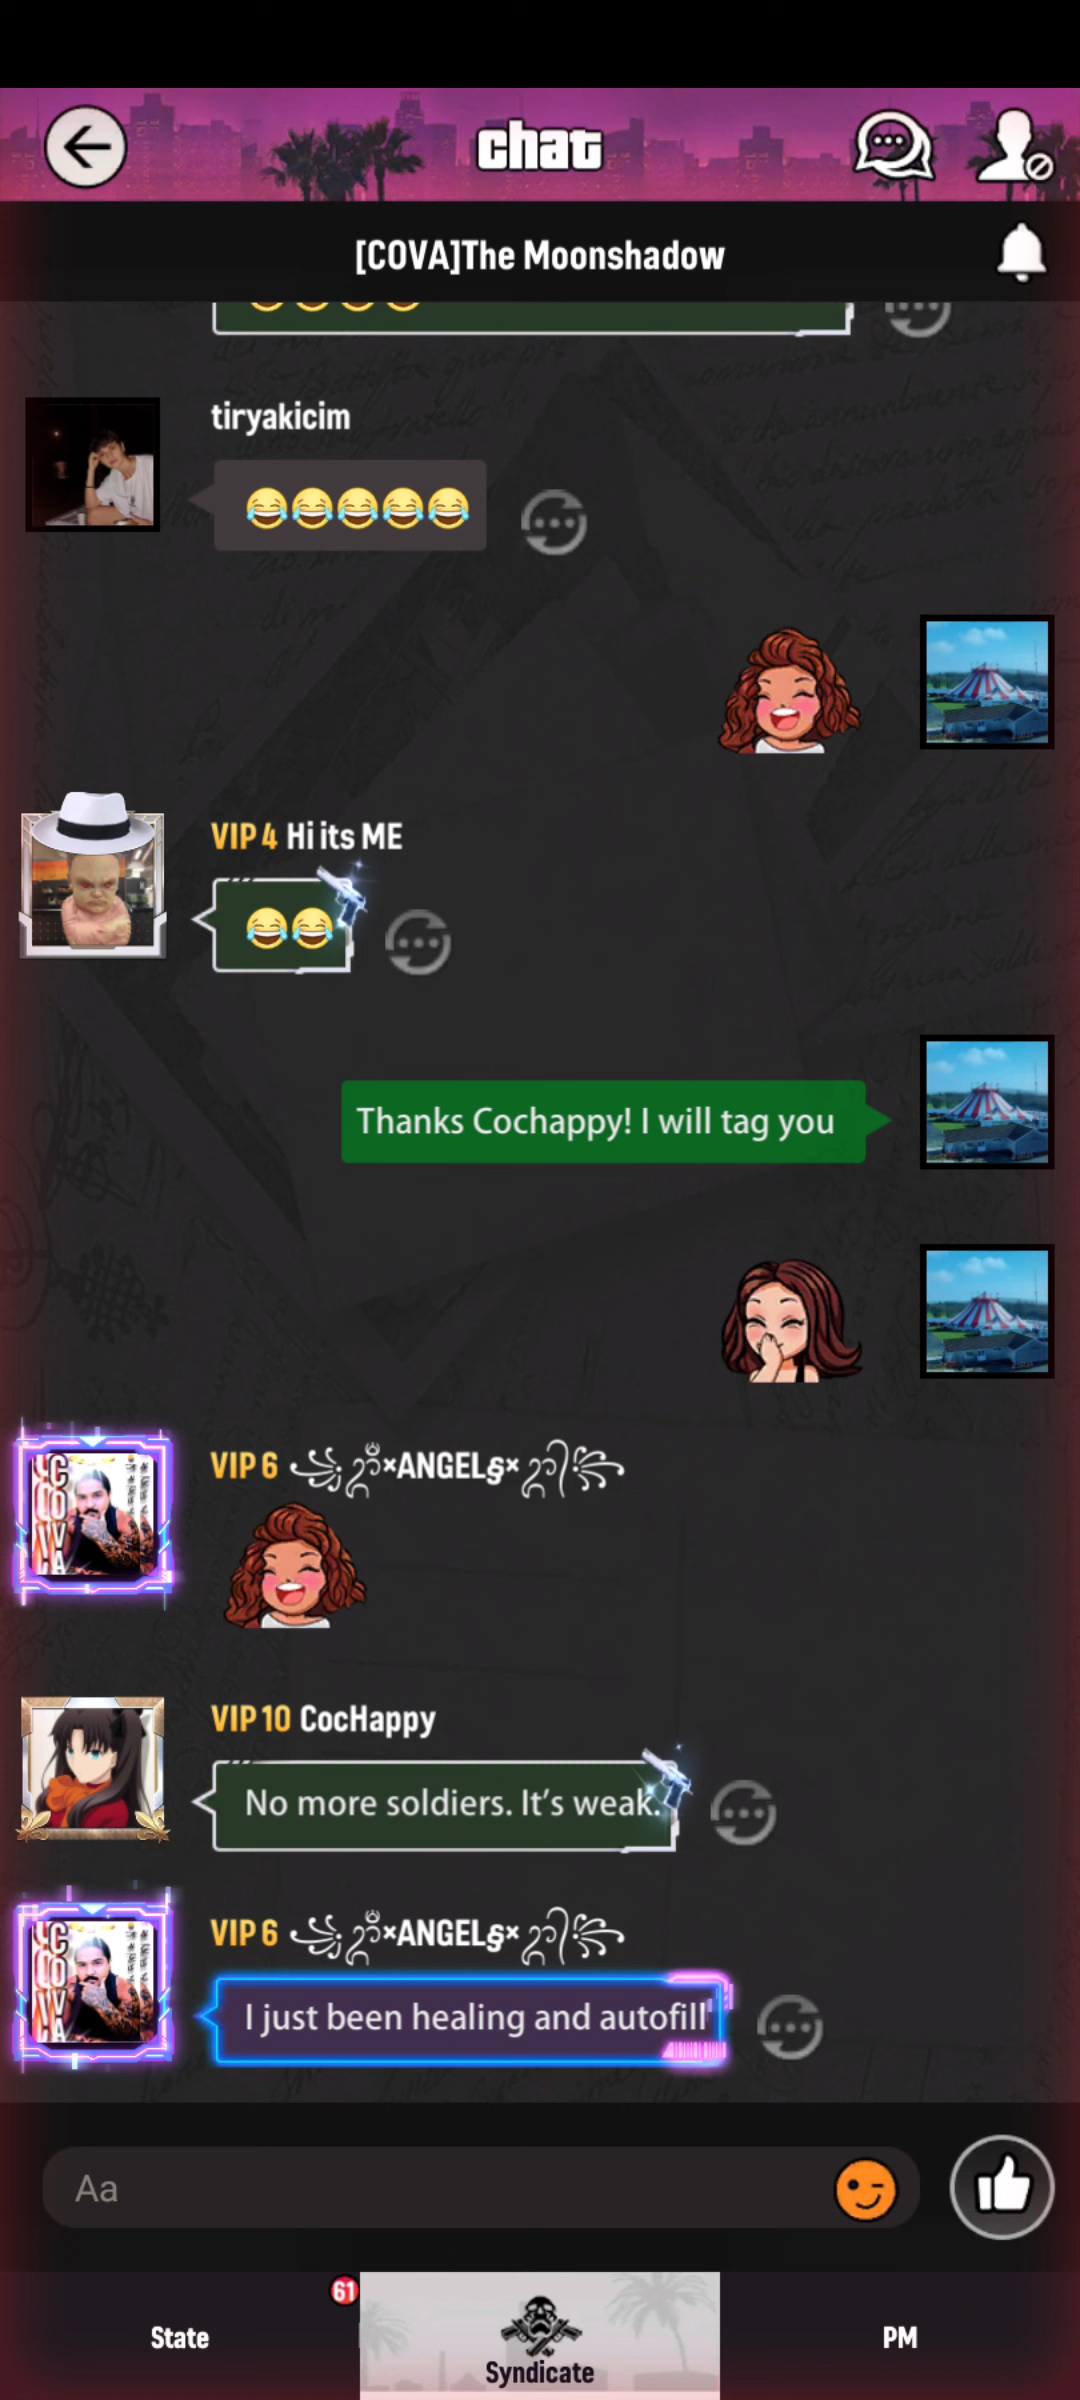 chat
[COVA]The Moonshadow
😂😂😂😂
tiryakicim
😂😂😂😂😂
VIP 4 Hi its ME
😂😂
Thanks Cochappy! I will tag you
VIP 6 ×ANGEL§×
COVA
VIP 10 CocHappy
No more soldiers. It's weak.
VIP 6 ×ANGEL§×
COVA
I just been healing and autofill
Aa
State
61
Syndicate
PM